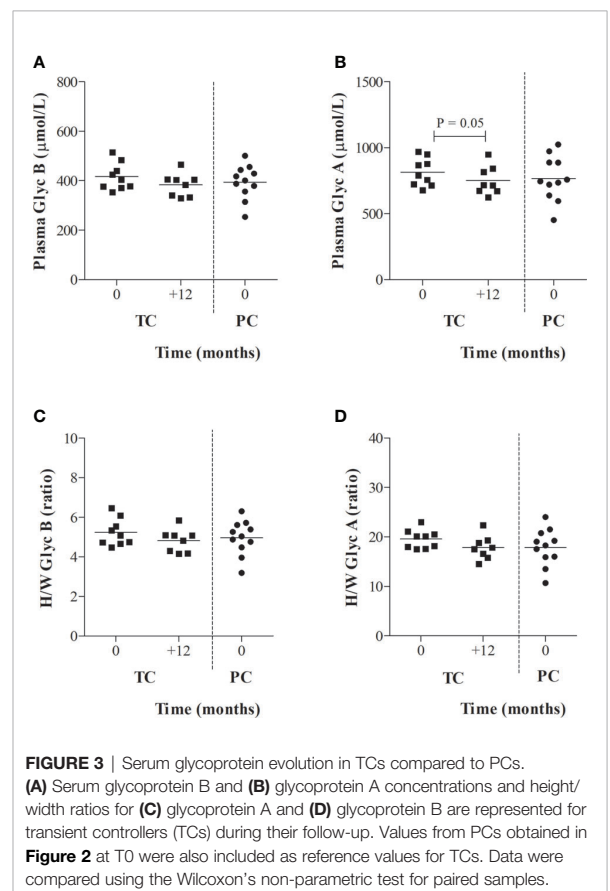 A
Plasma Glyc B (μmol/L)
800
600
400
200
0
0
+12
0
TC
PC
Time (months)
B
Plasma Glyc A (μmol/L)
1500
1000
500
0
P = 0.05
0
+12
0
TC
PC
Time (months)
C
H/W Glyc B (ratio)
10
8
6
4
2
0
0
+12
0
TC
PC
Time (months)
D
H/W Glyc A (ratio)
40
30
20
10
0
0
+12
0
TC
PC
Time (months)
FIGURE 3 | Serum glycoprotein evolution in TCs compared to PCs.
(A) Serum glycoprotein B and (B) glycoprotein A concentrations and height/
width ratios for (C) glycoprotein A and (D) glycoprotein B are represented for
transient controllers (TCs) during their follow-up. Values from PCs obtained in
Figure 2 at T0 were also included as reference values for TCs. Data were
compared using the Wilcoxon's non-parametric test for paired samples.